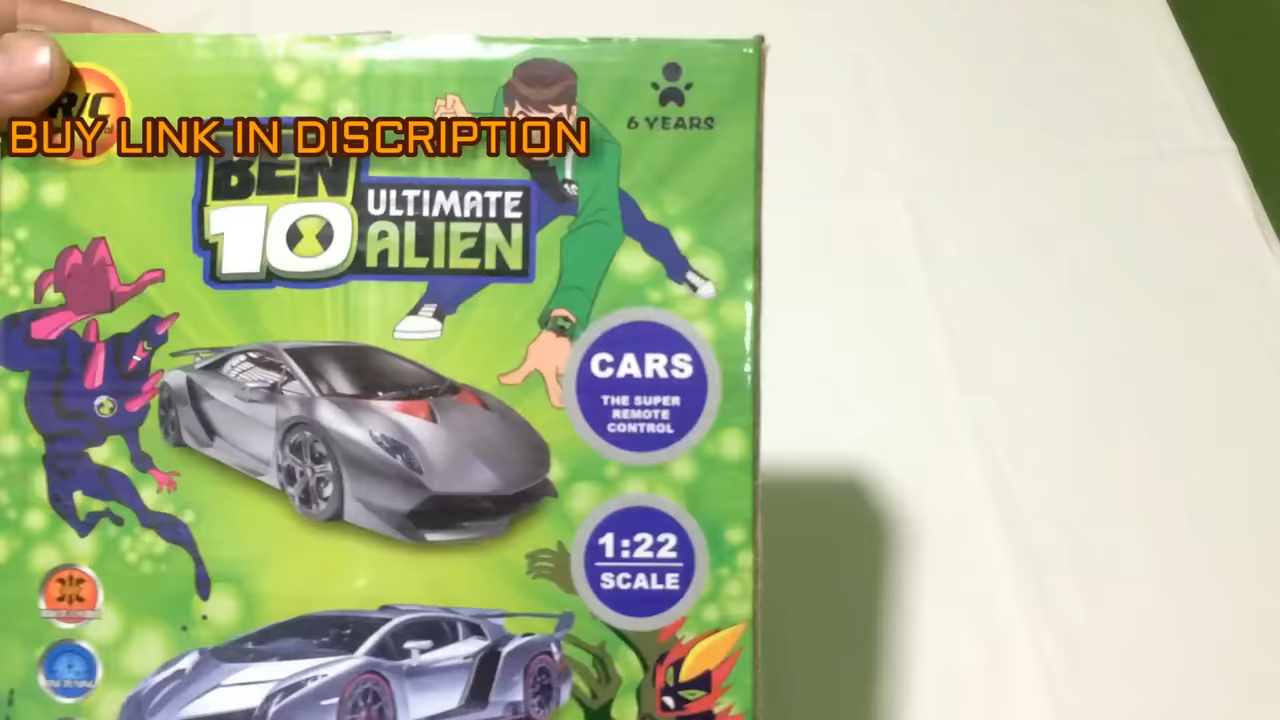 R/C
BUY LINK IN DISCRIPTION
6 YEARS
BEN
10
ULTIMATE
ALIEN
CARS
THE SUPER
REMOTE
CONTROL
1:22
SCALE